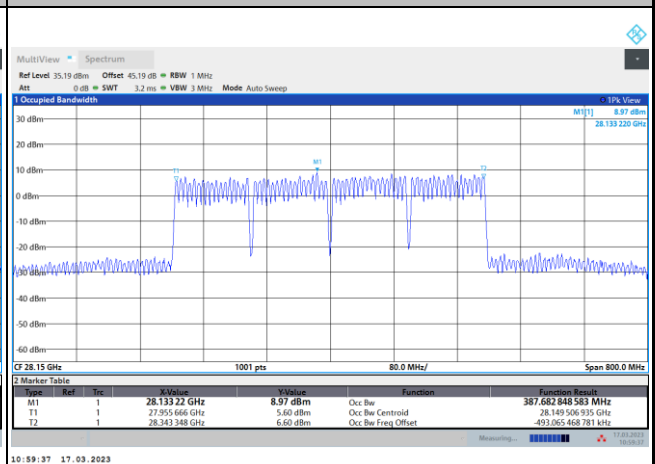 MultiView Spectrum
Ref Level 35.19 dBm Offset 45.19 dB RBW 1 MHz
Att 0 dB SWT 3.2 ms VBW 3 MHz Mode Auto Sweep
1 Occupied Bandwidth 1Pk View
M1[1] 8.97 dBm
28.133 220 GHz
30 dBm
20 dBm
M1
T1
T2
10 dBm
0 dBm
-10 dBm
-20 dBm
-30 dBm
-40 dBm
-50 dBm
-60 dBm
CF 28.15 GHz 1001 pts 80.0 MHz/ Span 800.0 MHz
2 Marker Table
Type Ref Trc X-Value Y-Value Function Function Result
M1 1 28.133 22 GHz 8.97 dBm Occ Bw 387.682 848 583 MHz
T1 1 27.955 666 GHz 5.60 dBm Occ Bw Centroid 28.149 506 935 GHz
T2 1 28.343 348 GHz 6.60 dBm Occ Bw Freq Offset -493.065 468 781 kHz
Measuring... 17.03.2023
10:59:37
10:59:37 17.03.2023